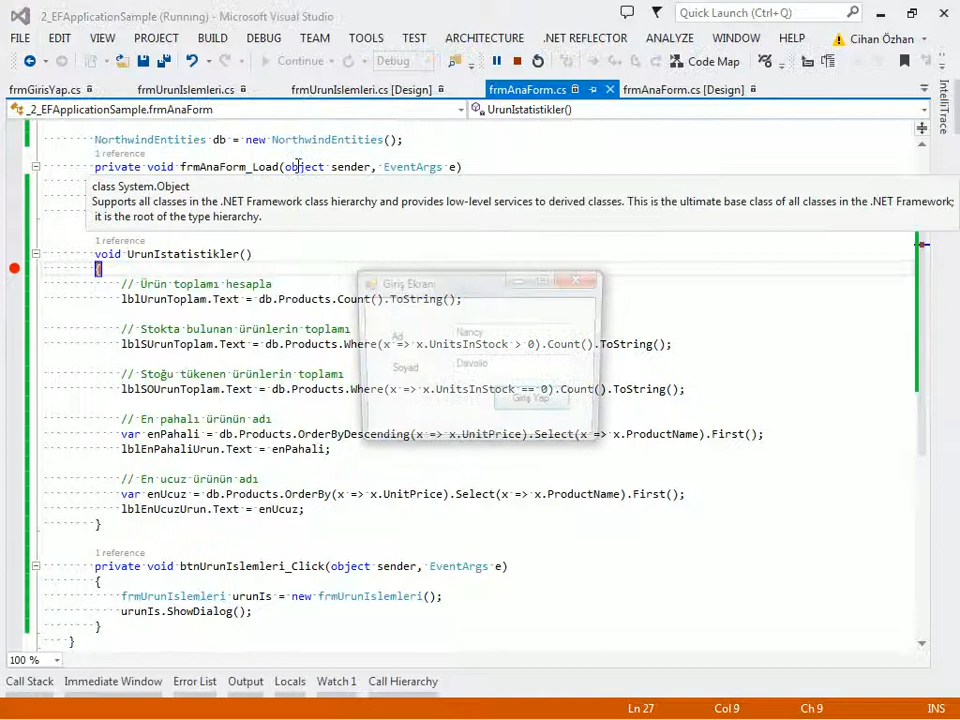 2_EFApplicationSample (Running) - Microsoft Visual Studio
Quick Launch (Ctrl+Q)
FILE EDIT VIEW PROJECT BUILD DEBUG TEAM TOOLS TEST ARCHITECTURE .NET REFLECTOR ANALYZE WINDOW HELP Cihan Özhan
Continue Debug Code Map
frmGirisYap.cs frmUrunIslemleri.cs frmUrunIslemleri.cs [Design] frmAnaForm.cs frmAnaForm.cs [Design]
_2_EFApplicationSample.frmAnaForm UrunIstatistikler()
IntelliTrace
NorthwindEntities db = new NorthwindEntities();
1 reference
private void frmAnaForm_Load(object sender, EventArgs e)
class System.Object
Supports all classes in the .NET Framework class hierarchy and provides low-level services to derived classes. This is the ultimate base class of all classes in the .NET Framework;
it is the root of the type hierarchy.
1 reference
void UrunIstatistikler()
{
Giriş Ekranı
// Ürün toplamı hesapla
lblUrunToplam.Text = db.Products.Count().ToString();
Ad Nancy
// Stokta bulunan ürünlerin toplamı
lblSUrunToplam.Text = db.Products.Where(x => x.UnitsInStock > 0).Count().ToString();
Soyad Davolio
// Stoğu tükenen ürünlerin toplamı
lblSOUrunToplam.Text = db.Products.Where(x => x.UnitsInStock == 0).Count().ToString();
Giriş Yap
// En pahalı ürünün adı
var enPahali = db.Products.OrderByDescending(x => x.UnitPrice).Select(x => x.ProductName).First();
lblEnPahaliUrun.Text = enPahali;
// En ucuz ürünün adı
var enUcuz = db.Products.OrderBy(x => x.UnitPrice).Select(x => x.ProductName).First();
lblEnUcuzUrun.Text = enUcuz;
}
1 reference
private void btnUrunIslemleri_Click(object sender, EventArgs e)
{
frmUrunIslemleri urunIs = new frmUrunIslemleri();
urunIs.ShowDialog();
}
}
100 %
Call Stack Immediate Window Error List Output Locals Watch 1 Call Hierarchy
Ln 27 Col 9 Ch 9 INS